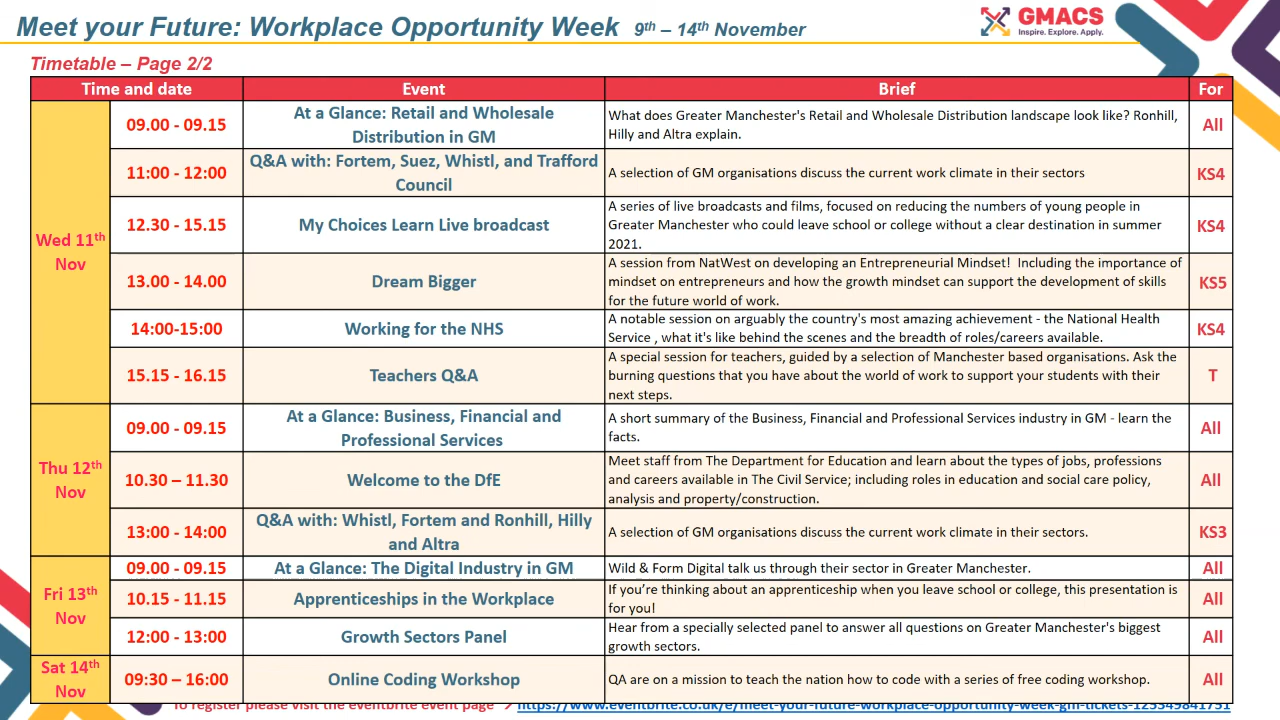 Meet your Future: Workplace Opportunity Week 9th – 14th November
GMACS
Inspire. Explore. Apply.
Timetable – Page 2/2
Time and date Event Brief For
Wed 11th
Nov
09.00 - 09.15
At a Glance: Retail and Wholesale
Distribution in GM
What does Greater Manchester's Retail and Wholesale Distribution landscape look like? Ronhill,
Hilly and Altra explain.
All
11:00 - 12:00
Q&A with: Fortem, Suez, Whistl, and Trafford
Council
A selection of GM organisations discuss the current work climate in their sectors
KS4
12.30 - 15.15
My Choices Learn Live broadcast
A series of live broadcasts and films, focused on reducing the numbers of young people in
Greater Manchester who could leave school or college without a clear destination in summer
2021.
KS4
13.00 - 14.00
Dream Bigger
A session from NatWest on developing an Entrepreneurial Mindset! Including the importance of
mindset on entrepreneurs and how the growth mindset can support the development of skills
for the future world of work.
KS5
14:00-15:00
Working for the NHS
A notable session on arguably the country's most amazing achievement - the National Health
Service , what it's like behind the scenes and the breadth of roles/careers available.
KS4
15.15 - 16.15
Teachers Q&A
A special session for teachers, guided by a selection of Manchester based organisations. Ask the
burning questions that you have about the world of work to support your students with their
next steps.
T
Thu 12th
Nov
09.00 - 09.15
At a Glance: Business, Financial and
Professional Services
A short summary of the Business, Financial and Professional Services industry in GM - learn the
facts.
All
10.30 – 11.30
Welcome to the DfE
Meet staff from The Department for Education and learn about the types of jobs, professions
and careers available in The Civil Service; including roles in education and social care policy,
analysis and property/construction.
All
13:00 - 14:00
Q&A with: Whistl, Fortem and Ronhill, Hilly
and Altra
A selection of GM organisations discuss the current work climate in their sectors.
KS3
Fri 13th
Nov
09.00 - 09.15
At a Glance: The Digital Industry in GM
Wild & Form Digital talk us through their sector in Greater Manchester.
All
10.15 - 11.15
Apprenticeships in the Workplace
If you’re thinking about an apprenticeship when you leave school or college, this presentation is
for you!
All
12:00 - 13:00
Growth Sectors Panel
Hear from a specially selected panel to answer all questions on Greater Manchester's biggest
growth sectors.
All
Sat 14th
Nov
09:30 – 16:00
Online Coding Workshop
QA are on a mission to teach the nation how to code with a series of free coding workshop.
All
To register please visit the eventbrite event page → https://www.eventbrite.co.uk/e/meet-your-future-workplace-opportunity-week-gm-tickets-125349841751